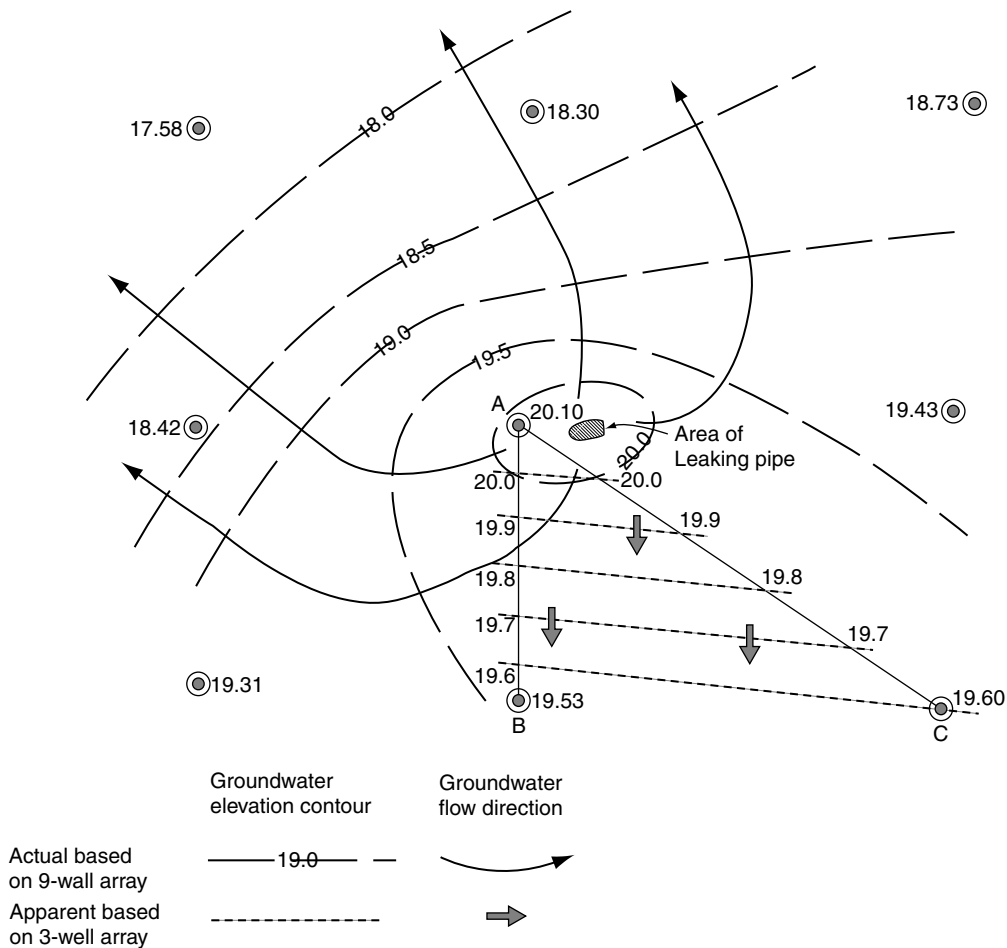 17.58
18.0
18.30
18.73
18.5
19.0
19.5
18.42
A
20.10
19.43
Area of
Leaking pipe
20.0
20.0
20.0
19.9
19.9
19.8
19.8
19.7
19.7
19.6
19.31
19.53
19.60
B
C
Groundwater
elevation contour
Groundwater
flow direction
Actual based
on 9-wall array
19.0
Apparent based
on 3-well array